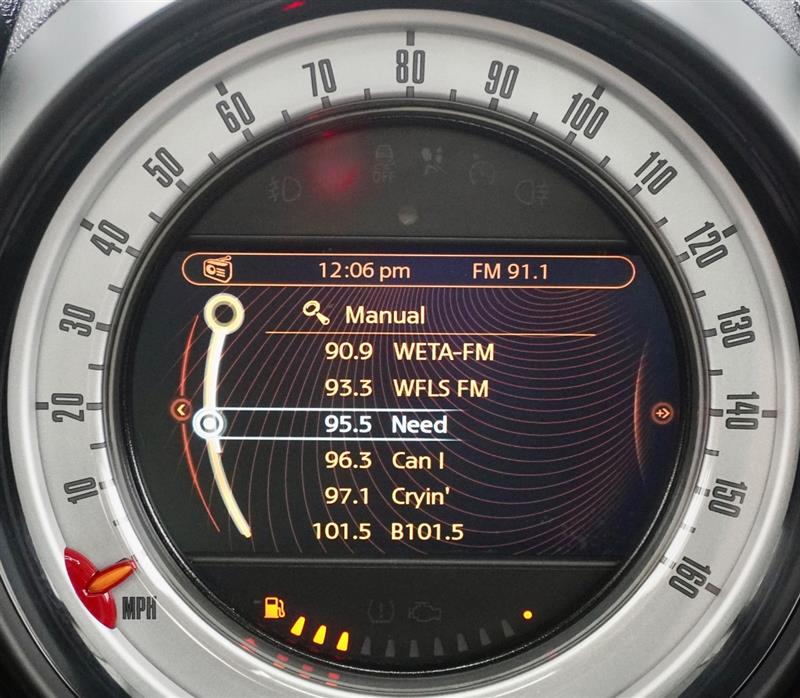 10
20
30
40
50
60
70
80
90
100
110
120
130
140
150
160
MPH
OFF
12:06 pm FM 91.1
Manual
90.9 WETA-FM
93.3 WFLS FM
95.5 Need
96.3 Can I
97.1 Cryin'
101.5 B101.5